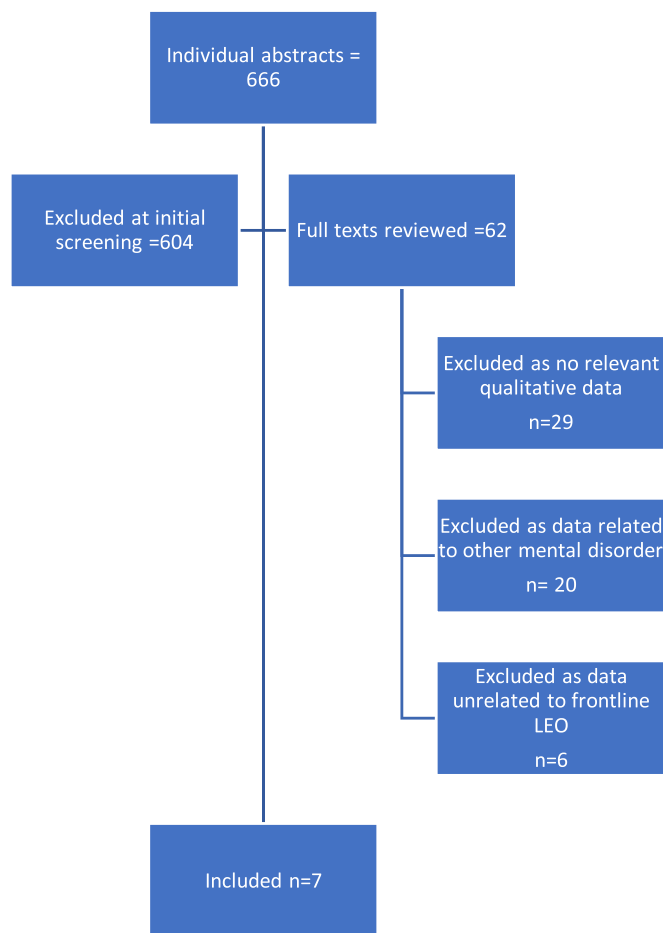 Individual abstracts =
666
Excluded at initial
screening =604
Full texts reviewed =62
Excluded as no relevant
qualitative data
n=29
Excluded as data related
to other mental disorder
n= 20
Excluded as data
unrelated to frontline
LEO
n=6
Included n=7